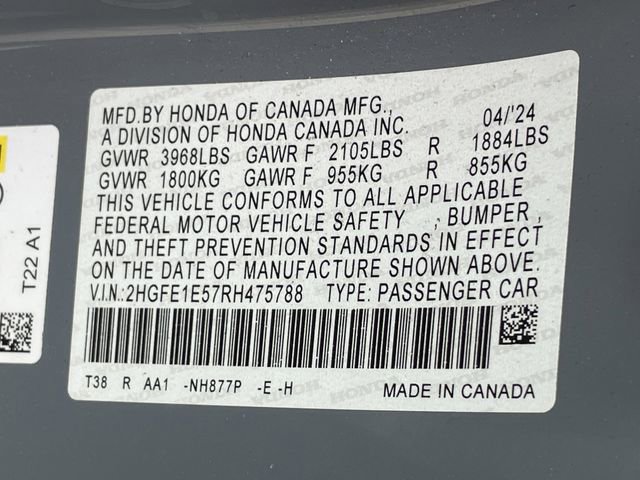 MFD.BY HONDA OF CANADA MFG., 04/'24
A DIVISION OF HONDA CANADA INC.
GVWR 3968LBS GAWR F 2105LBS R 1884LBS
GVWR 1800KG GAWR F 955KG R 855KG
THIS VEHICLE CONFORMS TO ALL APPLICABLE
FEDERAL MOTOR VEHICLE SAFETY , BUMPER ,
AND THEFT PREVENTION STANDARDS IN EFFECT
ON THE DATE OF MANUFACTURE SHOWN ABOVE.
V.I.N.:2HGFE1E57RH475788 TYPE: PASSENGER CAR
T38 R AA1 -NH877P -E -H MADE IN CANADA
T22 A1